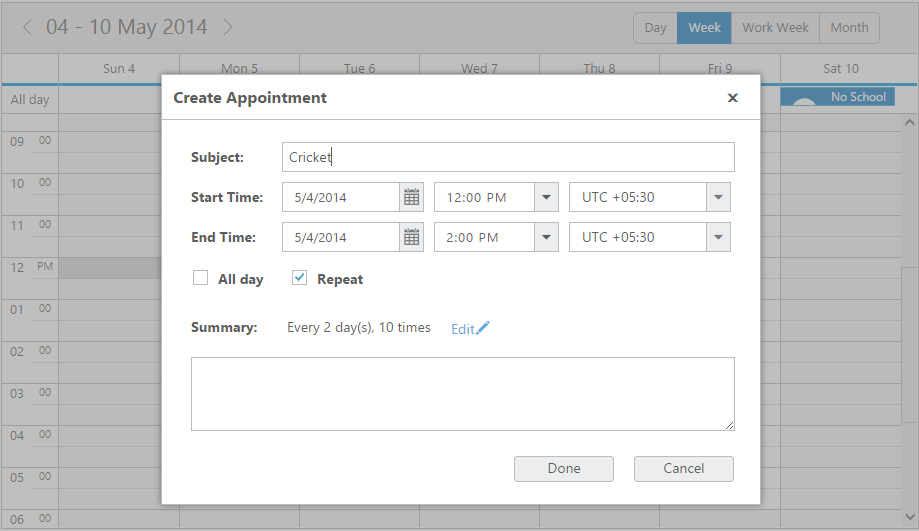 04 - 10 May 2014
Day Week Work Week Month
Sun 4 Mon 5 Tue 6 Wed 7 Thu 8 Fri 9 Sat 10
All day No School
Create Appointment
09 00
Subject: Cricket
10 00
Start Time: 5/4/2014 12:00 PM UTC +05:30
11 00
End Time: 5/4/2014 2:00 PM UTC +05:30
12 PM
All day Repeat
01 00
Summary: Every 2 day(s), 10 times Edit
02 00
03 00
04 00
Done Cancel
05 00
06 00